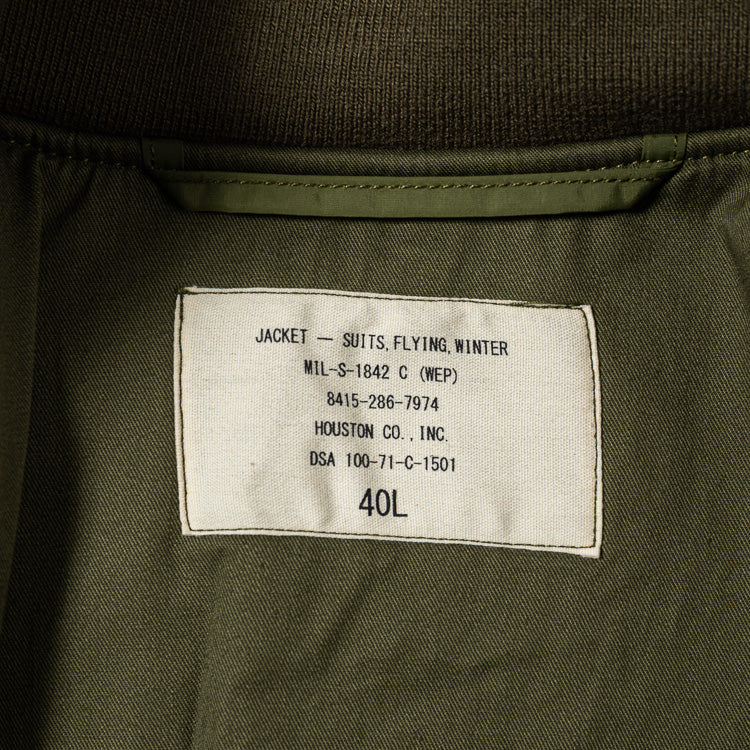 JACKET — SUITS, FLYING, WINTER
MIL-S-1842 C (WEP)
8415-286-7974
HOUSTON CO., INC.
DSA 100-71-C-1501
40L